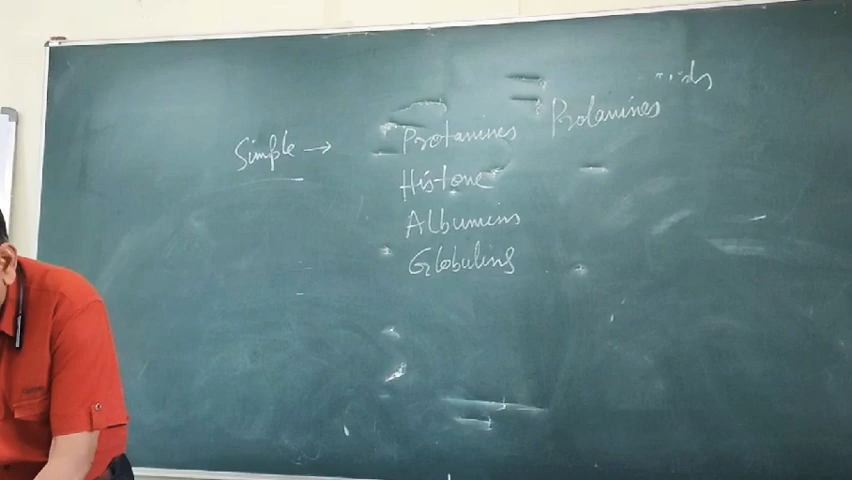 Prolamines
Simple → Protamines
Histone
Albumins
Globulins